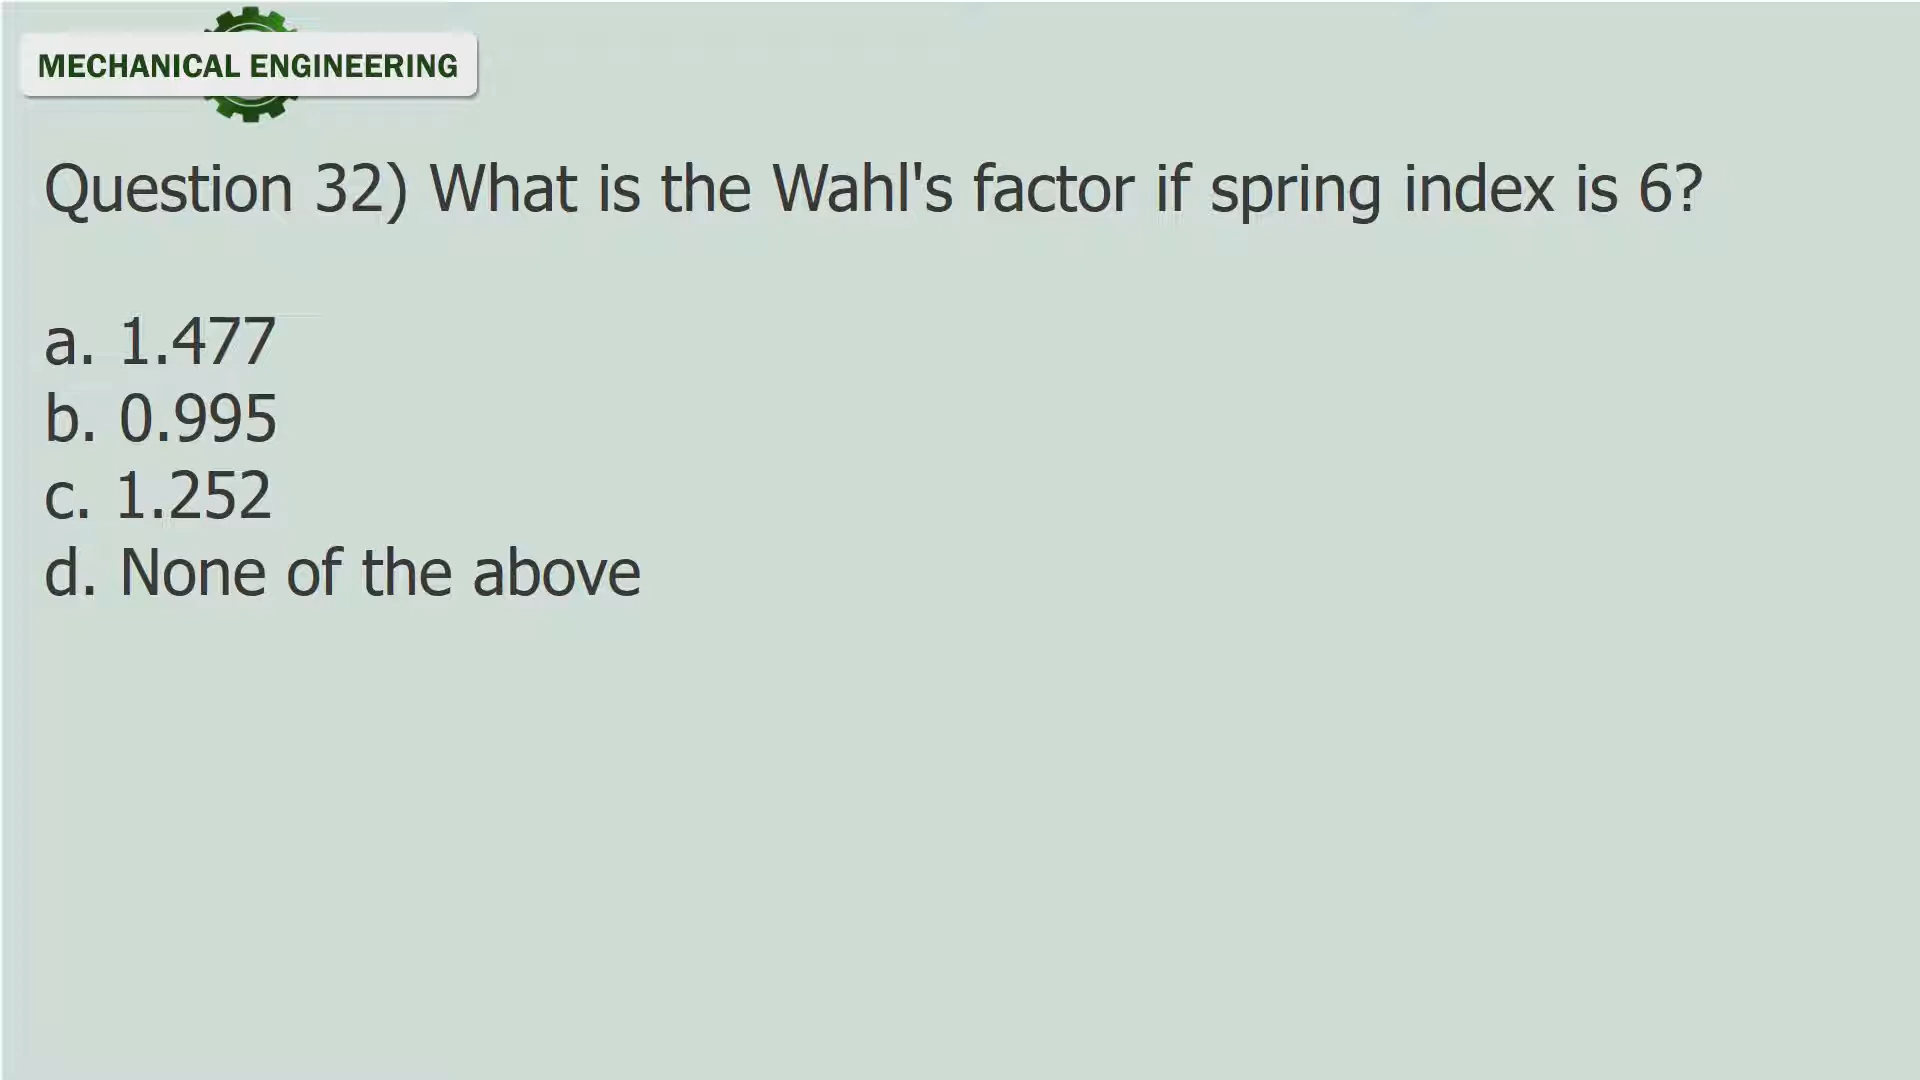 MECHANICAL ENGINEERING
Question 32) What is the Wahl's factor if spring index is 6?
a. 1.477
b. 0.995
c. 1.252
d. None of the above